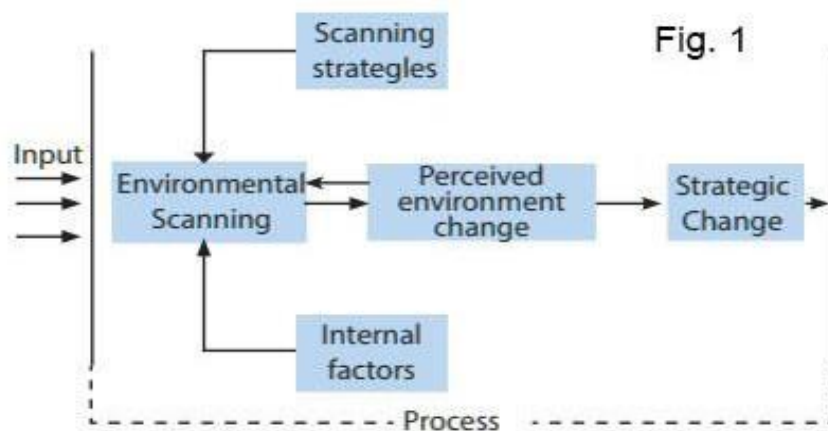 Scanning
strategles
Fig. 1
Input
Environmental
Scanning
Perceived
environment
change
Strategic
Change
Internal
factors
Process